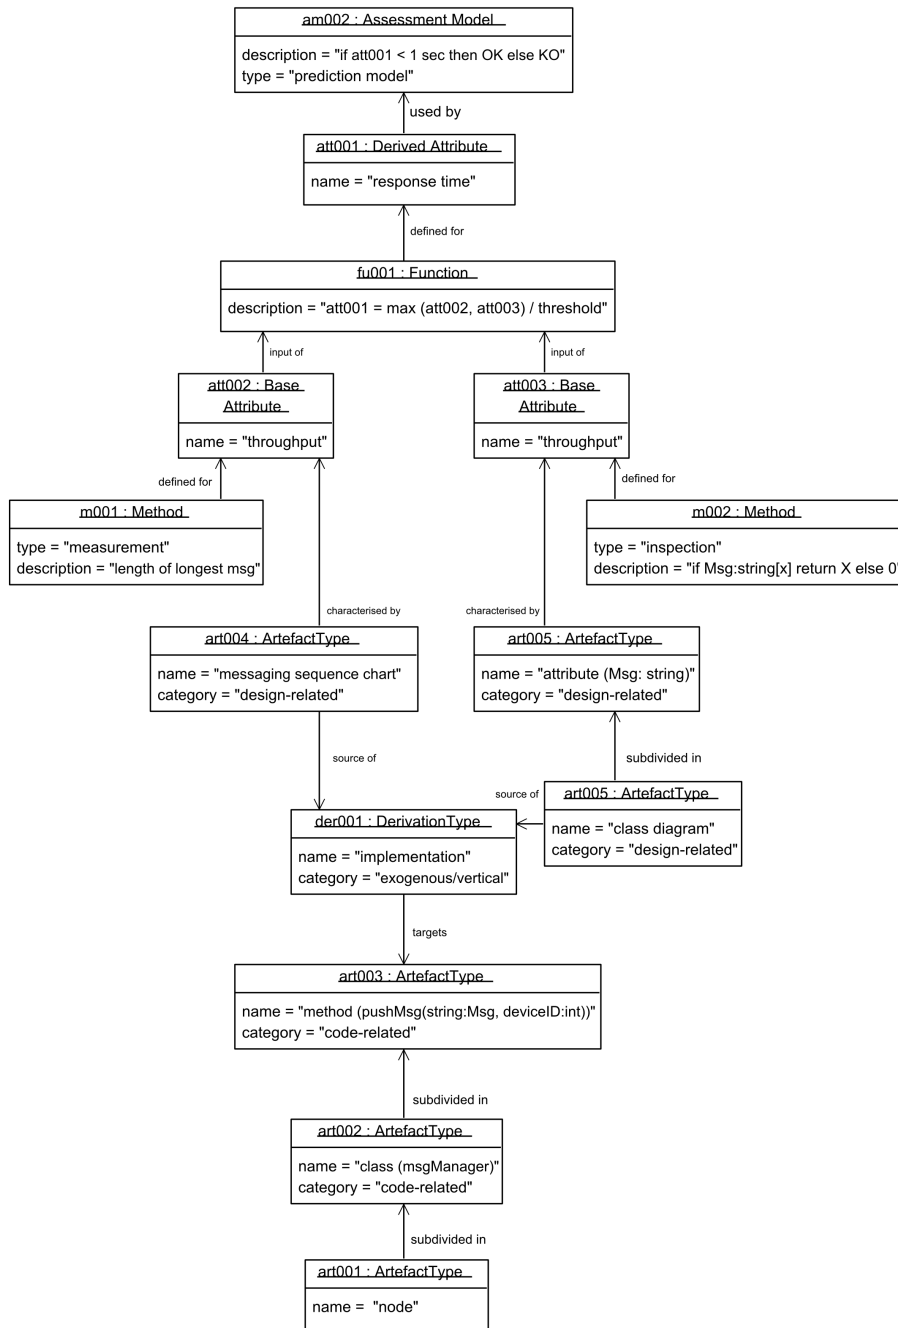 am002 : Assessment Model
description = "if att001 < 1 sec then OK else KO"
type = "prediction model"
used by
att001 : Derived Attribute
name = "response time"
defined for
fu001 : Function
description = "att001 = max (att002, att003) / threshold"
input of
input of
att002 : Base
Attribute
name = "throughput"
att003 : Base
Attribute
name = "throughput"
defined for
defined for
m001 : Method
type = "measurement"
description = "length of longest msg"
m002 : Method
type = "inspection"
description = "if Msg:string[x] return X else 0"
characterised by
characterised by
art004 : ArtefactType
name = "messaging sequence chart"
category = "design-related"
art005 : ArtefactType
name = "attribute (Msg: string)"
category = "design-related"
source of
subdivided in
source of
art005 : ArtefactType
name = "class diagram"
category = "design-related"
der001 : DerivationType
name = "implementation"
category = "exogenous/vertical"
targets
art003 : ArtefactType
name = "method (pushMsg(string:Msg, deviceID:int))"
category = "code-related"
subdivided in
art002 : ArtefactType
name = "class (msgManager)"
category = "code-related"
subdivided in
art001 : ArtefactType
name = "node"